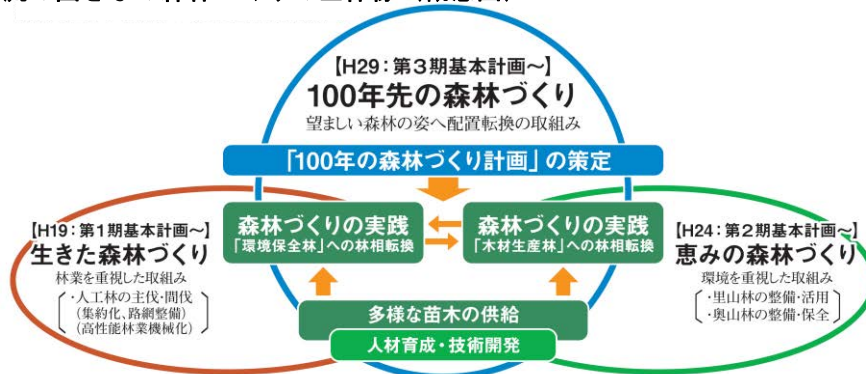 【H29:第3期基本計画~】
100年先の森林づくり
望ましい森林の姿へ配置転換の取組み
「100年の森林づくり計画」の策定
【H19:第1期基本計画~】
生きた森林づくり
林業を重視した取組み
・人工林の主伐・間伐
(集約化、路網整備)
(高性能林業機械化)
森林づくりの実践
「環境保全林」への林相転換
森林づくりの実践
「木材生産林」への林相転換
【H24:第2期基本計画~】
恵みの森林づくり
環境を重視した取組み
・里山林の整備・活用
・奥山林の整備・保全
多様な苗木の供給
人材育成・技術開発